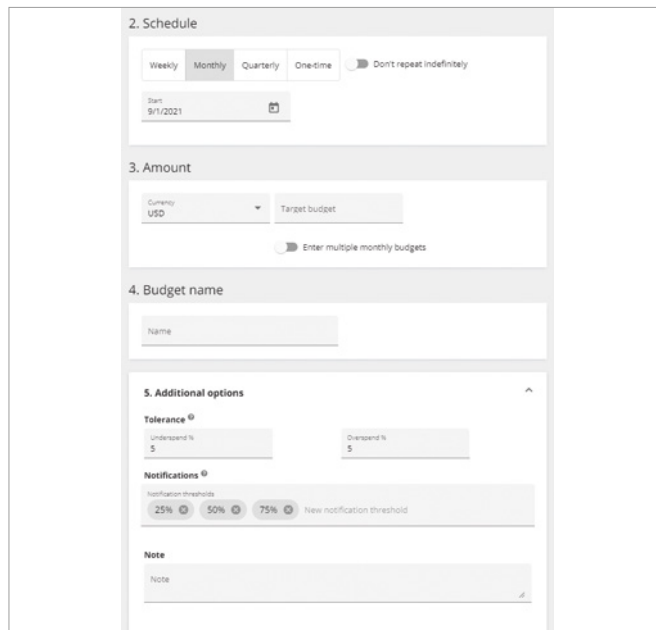 2. Schedule
Weekly Monthly Quarterly One-time Don't repeat indefinitely
Start
9/1/2021
3. Amount
Currency
USD Target budget
Enter multiple monthly budgets
4. Budget name
Name
5. Additional options
Tolerance
Underspend % Overspend %
5 5
Notifications
Notification thresholds
25% 50% 75% New notification threshold
Note
Note